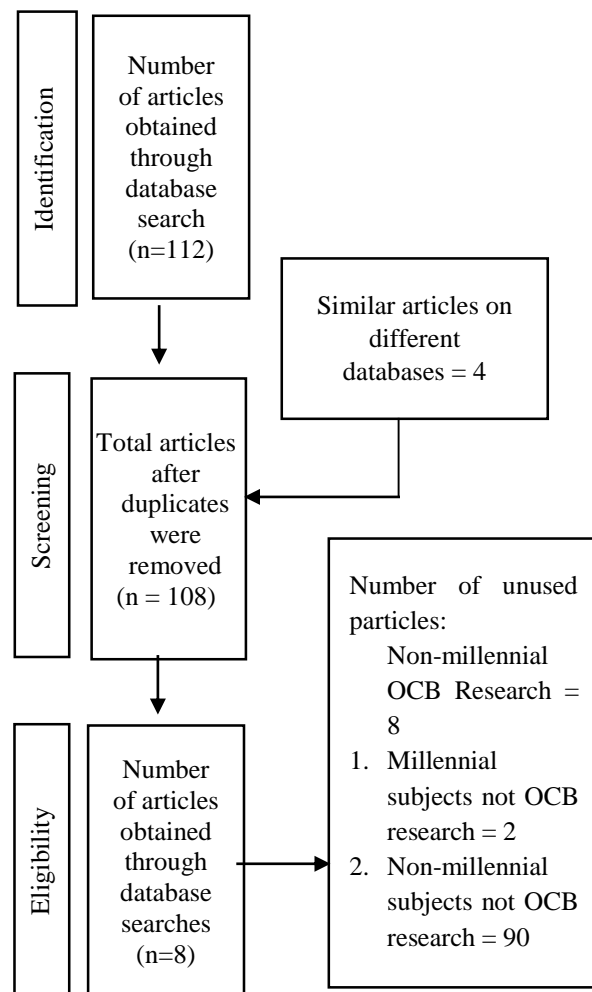 Identification
Number
of articles
obtained
through
database
search
(n=112)
Similar articles on
different
databases = 4
Screening
Total articles
after
duplicates
were
removed
(n = 108)
Eligibility
Number
of articles
obtained
through
database
searches
(n=8)
Number of unused
particles:
Non-millennial
OCB Research =
8
1. Millennial
subjects not OCB
research = 2
2. Non-millennial
subjects not OCB
research = 90